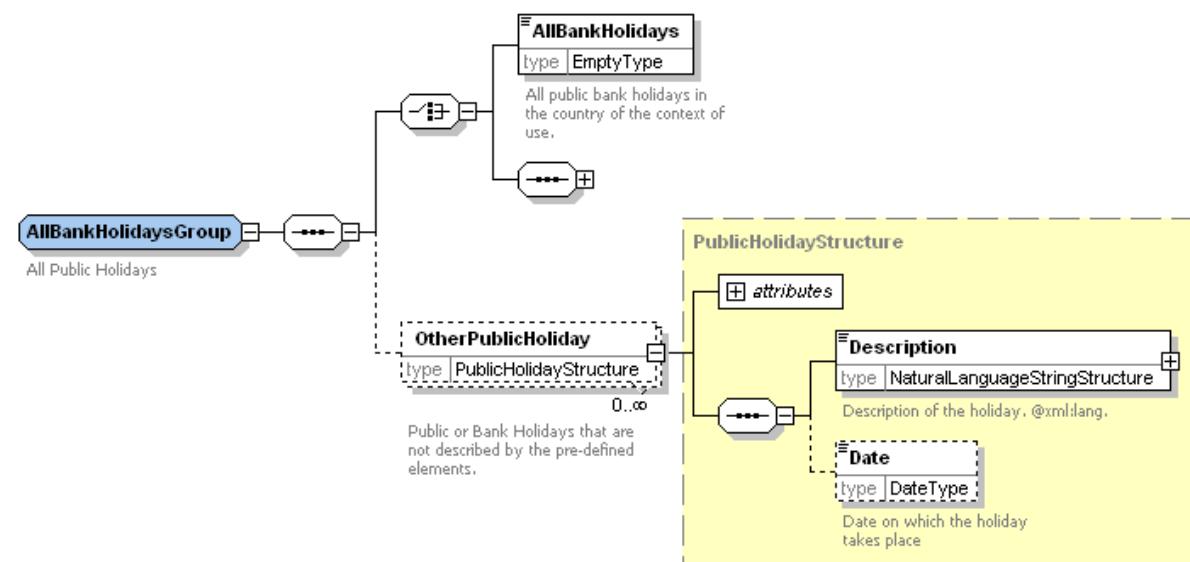 AllBankHolidays
type EmptyType
All public bank holidays in
the country of the context of
use.
AllBankHolidaysGroup
All Public Holidays
PublicHolidayStructure
attributes
OtherPublicHoliday
type PublicHolidayStructure
0..∞
Public or Bank Holidays that are
not described by the pre-defined
elements.
Description
type NaturalLanguageStringStructure
Description of the holiday. @xml:lang.
Date
type DateType
Date on which the holiday
takes place